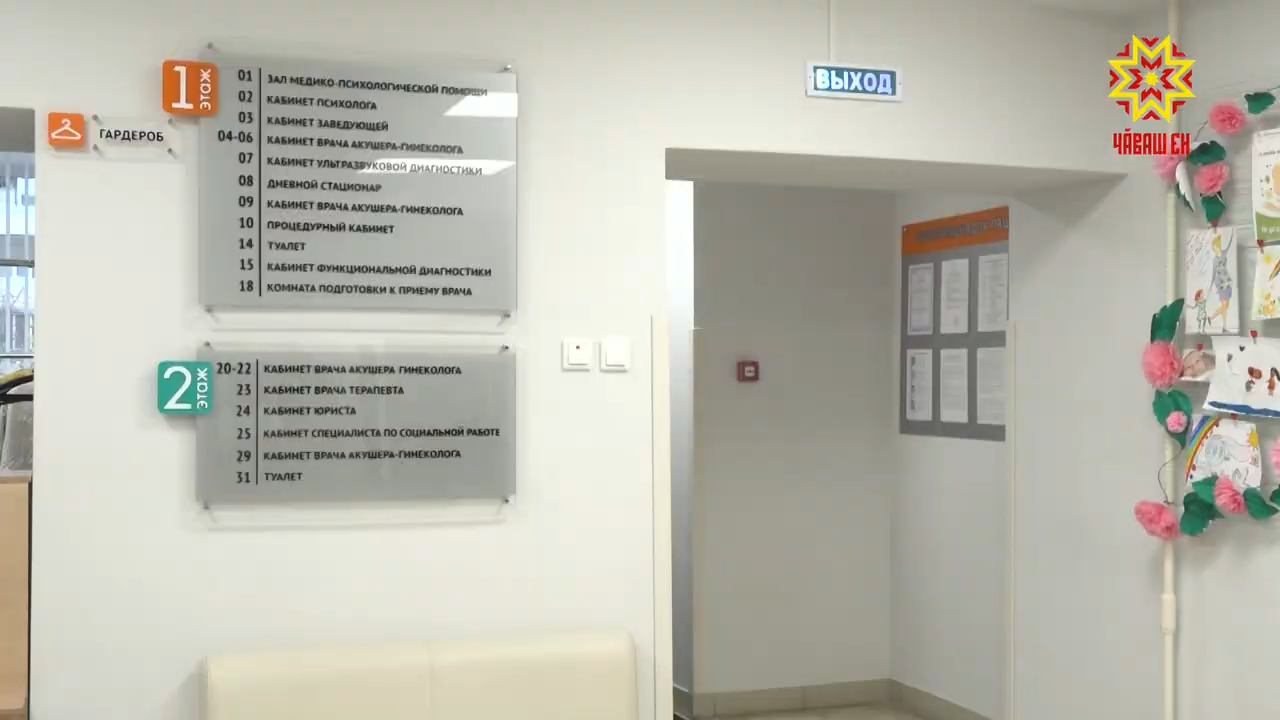 1 ЭТАЖ
01 ЗАЛ МЕДИКО-ПСИХОЛОГИЧЕСКОЙ ПОМОЩИ
02 КАБИНЕТ ПСИХОЛОГА
03 КАБИНЕТ ЗАВЕДУЮЩЕЙ
04-06 КАБИНЕТ ВРАЧА АКУШЕРА-ГИНЕКОЛОГА
07 КАБИНЕТ УЛЬТРАЗВУКОВОЙ ДИАГНОСТИКИ
08 ДНЕВНОЙ СТАЦИОНАР
09 КАБИНЕТ ВРАЧА АКУШЕРА-ГИНЕКОЛОГА
10 ПРОЦЕДУРНЫЙ КАБИНЕТ
14 ТУАЛЕТ
15 КАБИНЕТ ФУНКЦИОНАЛЬНОЙ ДИАГНОСТИКИ
18 КОМНАТА ПОДГОТОВКИ К ПРИЕМУ ВРАЧА
ГАРДЕРОБ
2 ЭТАЖ
20-22 КАБИНЕТ ВРАЧА АКУШЕРА ГИНЕКОЛОГА
23 КАБИНЕТ ВРАЧА ТЕРАПЕВТА
24 КАБИНЕТ ЮРИСТА
25 КАБИНЕТ СПЕЦИАЛИСТА ПО СОЦИАЛЬНОЙ РАБОТЕ
29 КАБИНЕТ ВРАЧА АКУШЕРА-ГИНЕКОЛОГА
31 ТУАЛЕТ
ВЫХОД
ЧӐВАШ ЕН